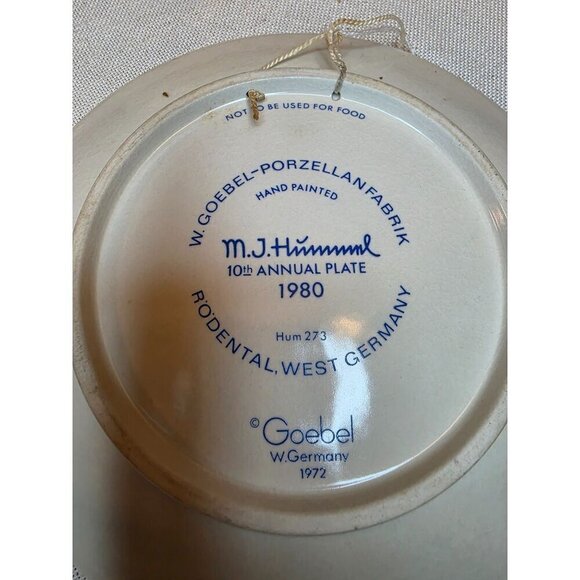 NOT TO BE USED FOR FOOD
W. GOEBEL-PORZELLANFABRIK
HAND PAINTED
M.J. Hummel
10th ANNUAL PLATE
1980
Hum 273
RÖDENTAL, WEST GERMANY
© Goebel
W. Germany
1972